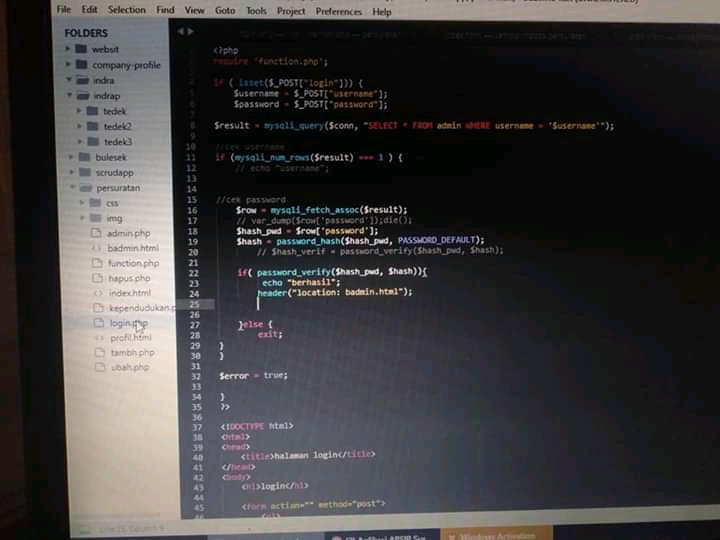 File Edit Selection Find View Goto Tools Project Preferences Help
FOLDERS
websit
company-profile
indra
indrap
tedek
tedek2
tedek3
bulesek
scrudapp
persuratan
css
img
admin.php
badmin.html
function.php
hapus.php
index.html
kependudukan.p
login.php
profil.html
tambh.php
ubah.php
<?php
require 'function.php';
if ( isset($_POST["login"])) {
$username = $_POST["username"];
$password = $_POST["password"];
8 $result = mysqli_query($conn, "SELECT * FROM admin WHERE username = '$username'");
9
10 //cek username
11 if (mysqli_num_rows($result) === 1 ) {
12 // echo "username";
13
14
15 //cek password
16 $row = mysqli_fetch_assoc($result);
17 // var_dump($row['password']);die();
18 $hash_pwd = $row['password'];
19 $hash = password_hash($hash_pwd, PASSWORD_DEFAULT);
20 // $hash_verif = password_verify($hash_pwd, $hash);
21
22 if( password_verify($hash_pwd, $hash)){
23 echo "berhasil";
24 header("location: badmin.html");
25
26
27 }else {
28 exit;
29 }
30 }
31
32 $error = true;
33
34 }
35 ?>
36
37 <!DOCTYPE html>
38 <html>
39 <head>
40 <title>halaman login</title>
41 </head>
42 <body>
43 <h1>login</h1>
44
45 <form action="" method="post">
46 <ul>
Windows Activation